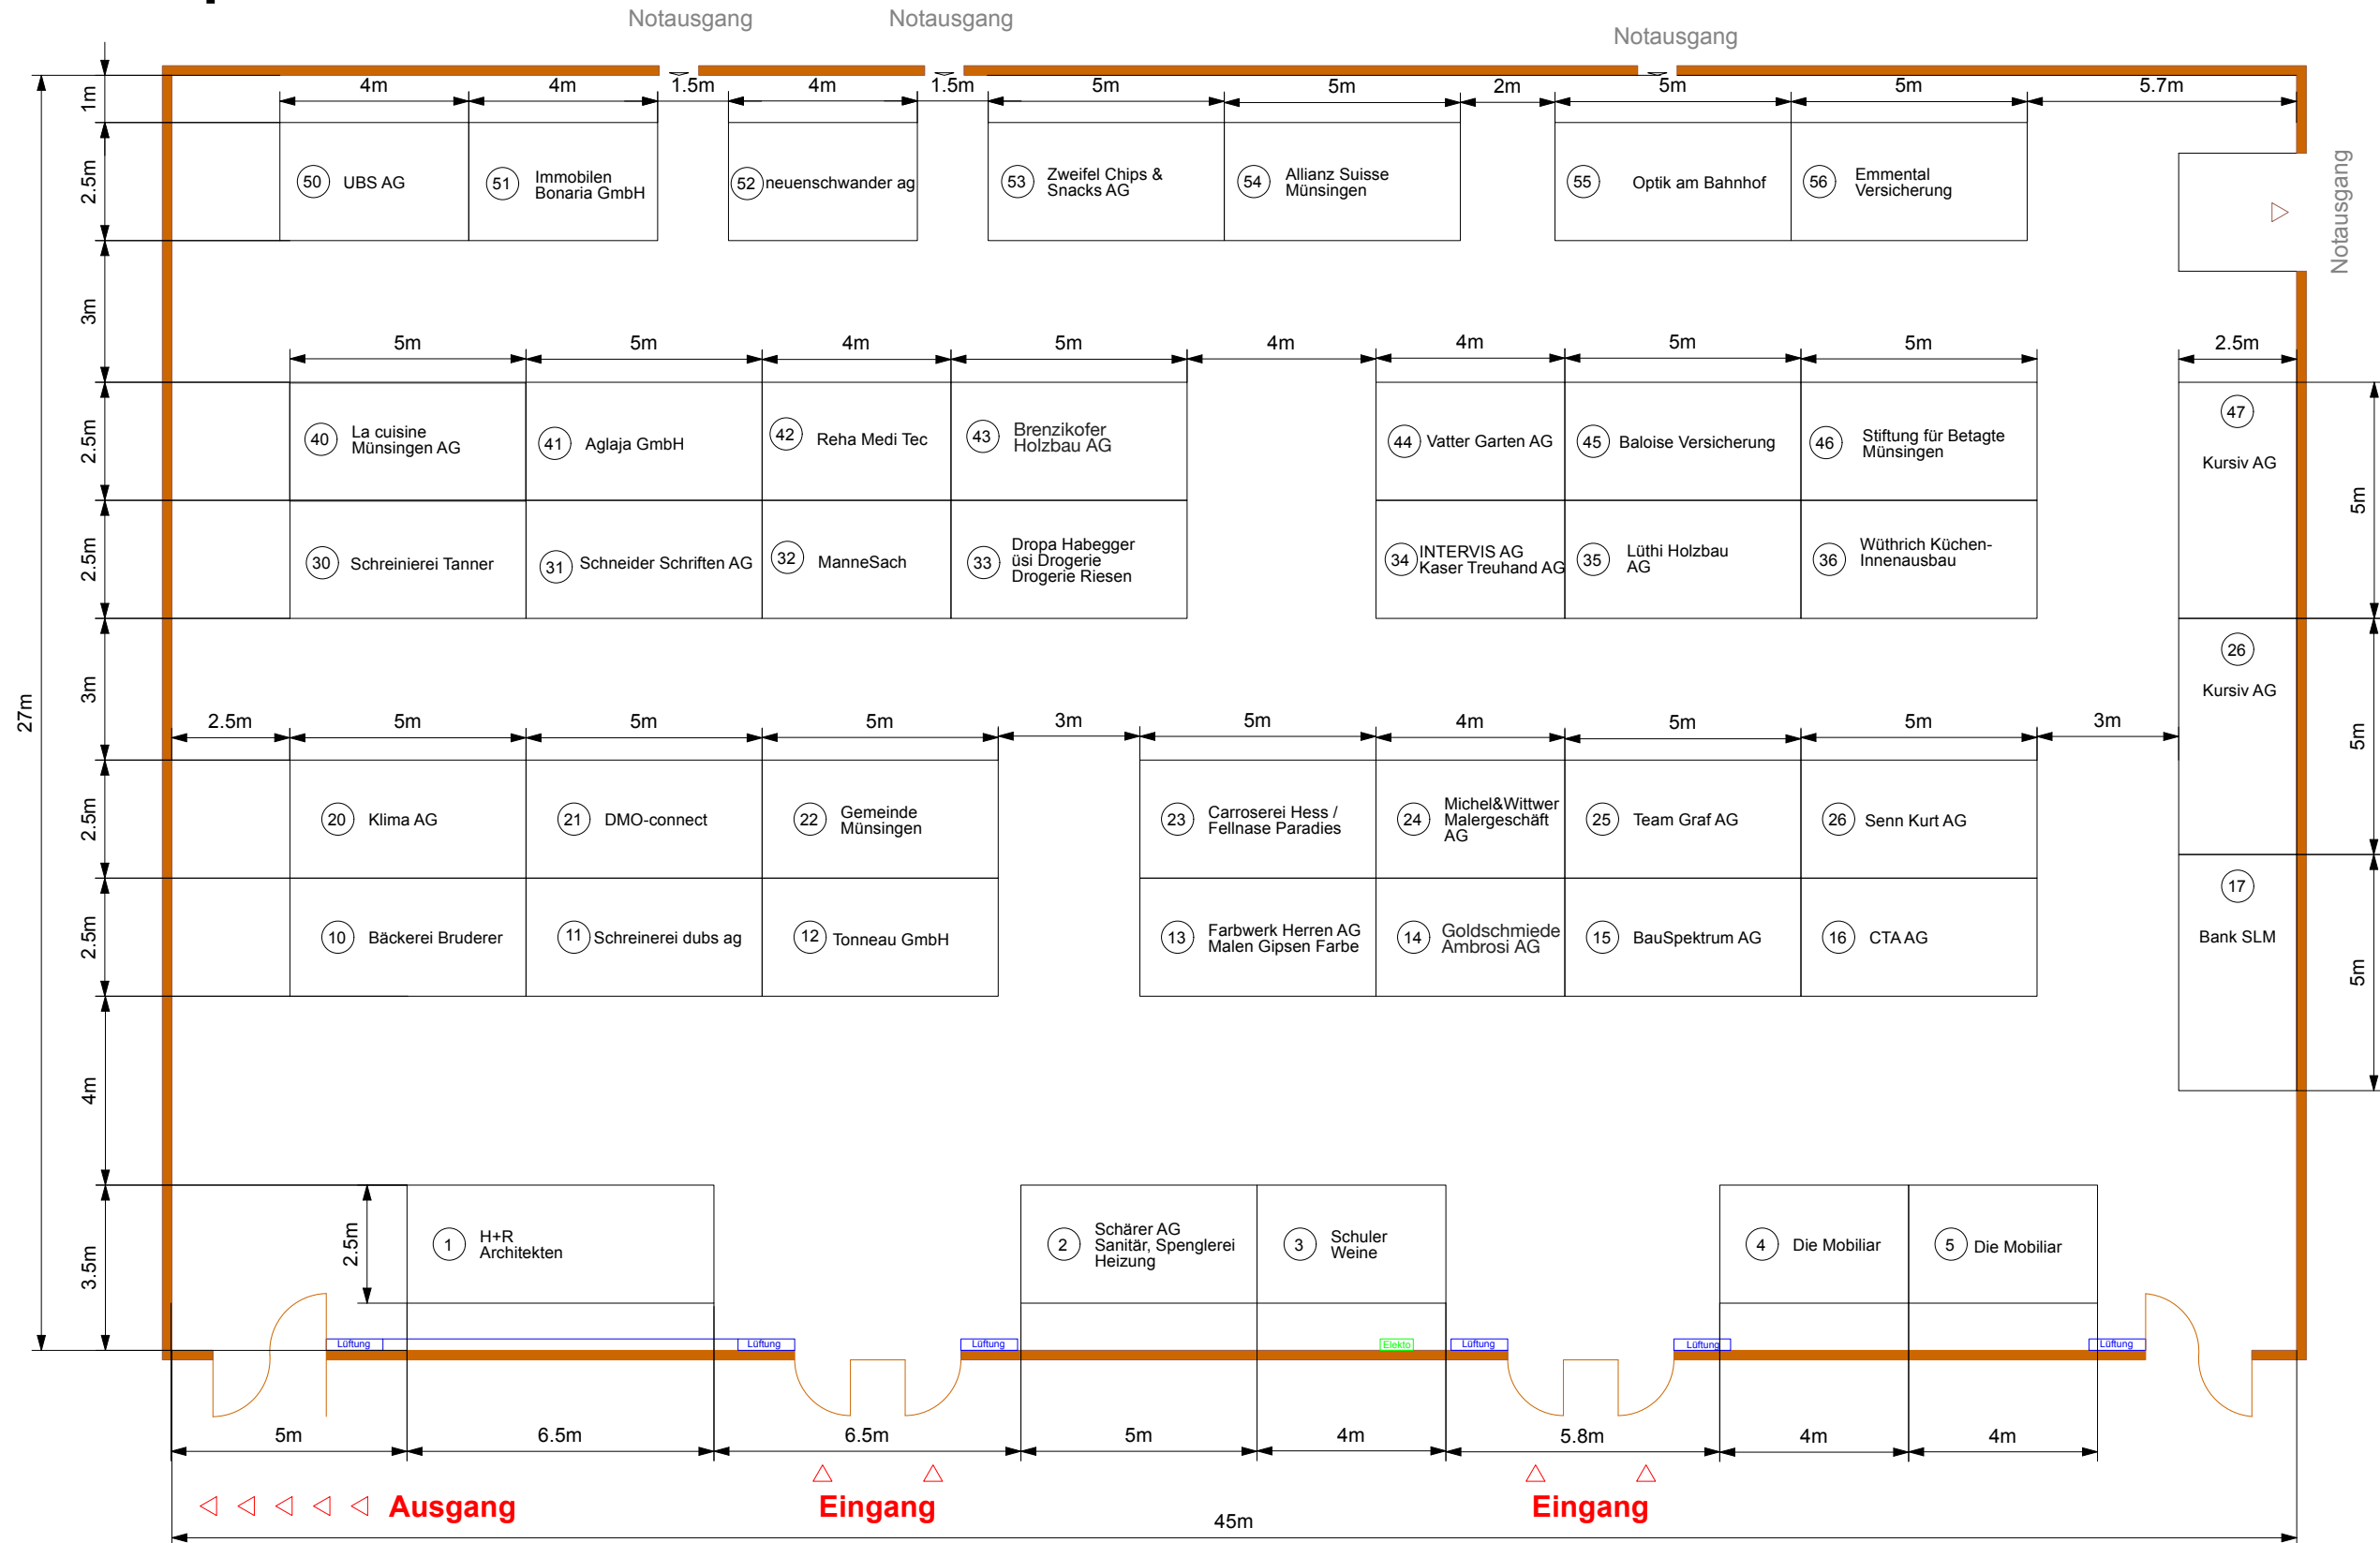 Notausgang
Notausgang
Notausgang
4m
4m
1.5m
4m
1.5m
5m
5m
2m
5m
5m
5.7m
1m
2.5m
50 UBS AG
51 Immobilen
Bonaria GmbH
52 neuenschwander ag
53 Zweifel Chips &
Snacks AG
54 Allianz Suisse
Münsingen
55 Optik am Bahnhof
56 Emmental
Versicherung
Notausgang
3m
5m
5m
4m
5m
4m
4m
5m
5m
2.5m
2.5m
40 La cuisine
Münsingen AG
41 Aglaja GmbH
42 Reha Medi Tec
43 Brenzikofer
Holzbau AG
44 Vatter Garten AG
45 Baloise Versicherung
46 Stiftung für Betagte
Münsingen
47
Kursiv AG
5m
2.5m
30 Schreinierei Tanner
31 Schneider Schriften AG
32 ManneSach
33 Dropa Habegger
üsi Drogerie
Drogerie Riesen
34 INTERVIS AG
Kaser Treuhand AG
35 Lüthi Holzbau
AG
36 Wüthrich Küchen-
Innenausbau
26
Kursiv AG
5m
27m
3m
2.5m
5m
5m
5m
3m
5m
4m
5m
5m
3m
2.5m
20 Klima AG
21 DMO-connect
22 Gemeinde
Münsingen
23 Carroserei Hess /
Fellnase Paradies
24 Michel&Wittwer
Malergeschäft
AG
25 Team Graf AG
26 Senn Kurt AG
17
Bank SLM
5m
2.5m
10 Bäckerei Bruderer
11 Schreinerei dubs ag
12 Tonneau GmbH
13 Farbwerk Herren AG
Malen Gipsen Farbe
14 Goldschmiede
Ambrosi AG
15 BauSpektrum AG
16 CTA AG
4m
3.5m
2.5m
1 H+R
Architekten
2 Schärer AG
Sanitär, Spenglerei
Heizung
3 Schuler
Weine
4 Die Mobiliar
5 Die Mobiliar
Lüftung
Lüftung
Lüftung
Elekto
Lüftung
Lüftung
Lüftung
5m
6.5m
6.5m
5m
4m
5.8m
4m
4m
Ausgang
Eingang
Eingang
45m